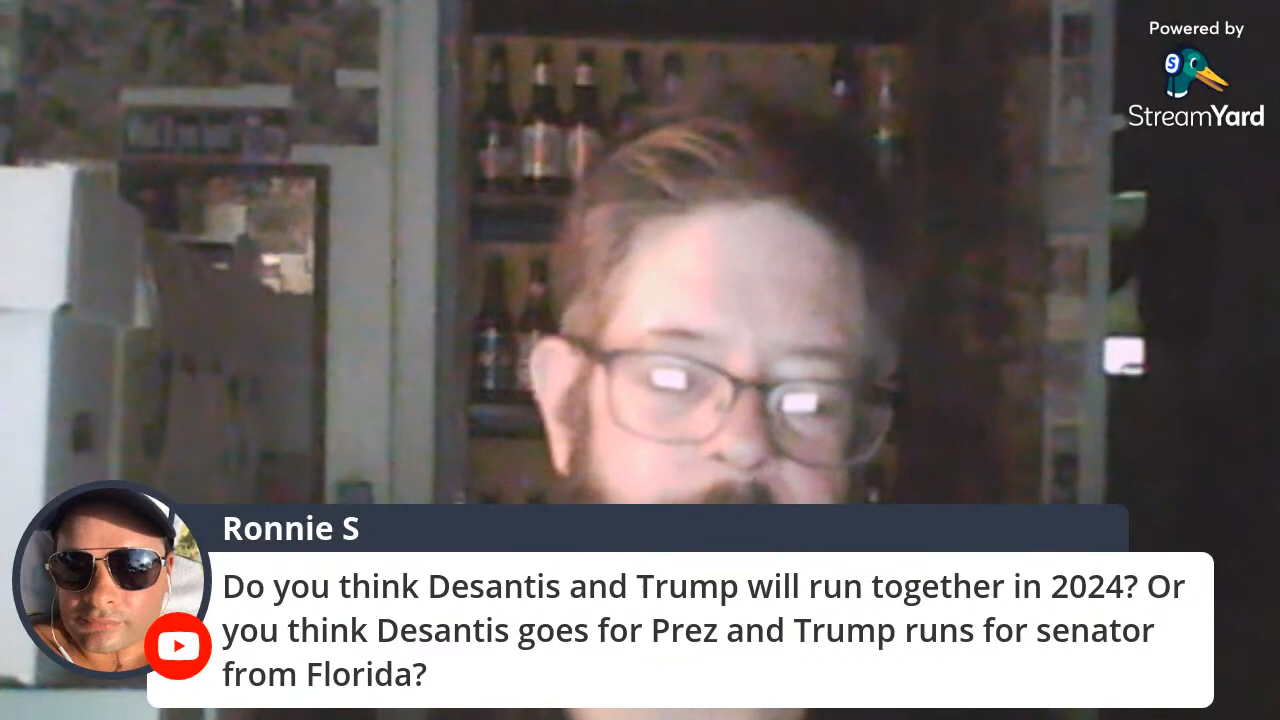 Powered by
StreamYard
Ronnie S
Do you think Desantis and Trump will run together in 2024? Or
you think Desantis goes for Prez and Trump runs for senator
from Florida?